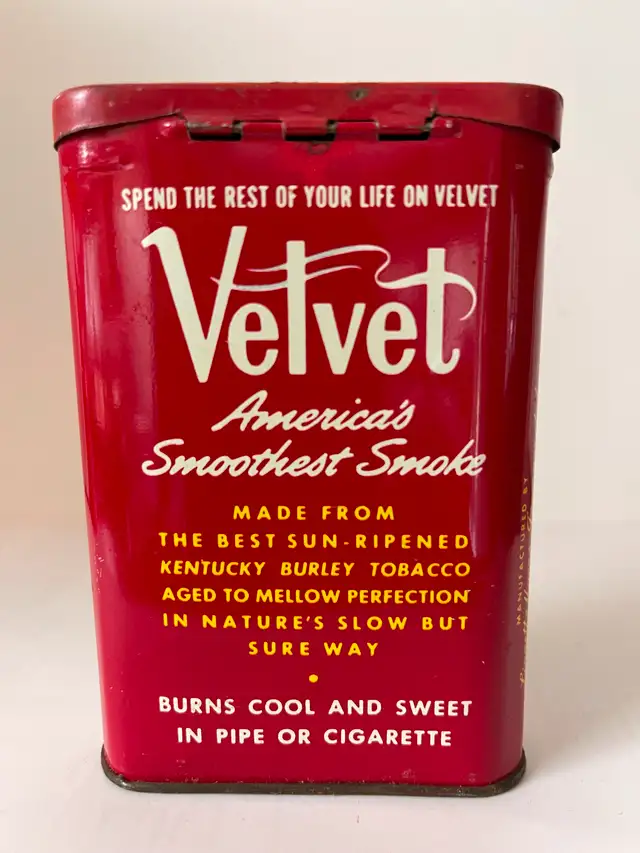 SPEND THE REST OF YOUR LIFE ON VELVET
Velvet
America's
Smoothest Smoke
MADE FROM
THE BEST SUN-RIPENED
KENTUCKY BURLEY TOBACCO
AGED TO MELLOW PERFECTION
IN NATURE'S SLOW BUT
SURE WAY
•
BURNS COOL AND SWEET
IN PIPE OR CIGARETTE
MANUFACTURED BY